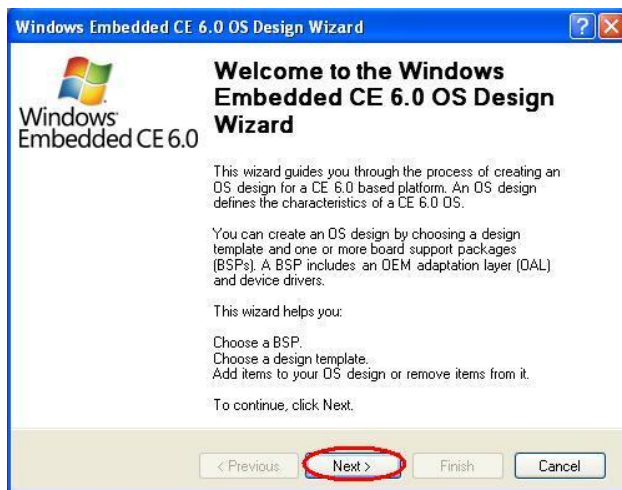 Windows Embedded CE 6.0 OS Design Wizard
Windows
Embedded CE 6.0
Welcome to the Windows
Embedded CE 6.0 OS Design
Wizard
This wizard guides you through the process of creating an
OS design for a CE 6.0 based platform. An OS design
defines the characteristics of a CE 6.0 OS.
You can create an OS design by choosing a design
template and one or more board support packages
(BSPs). A BSP includes an OEM adaptation layer (OAL)
and device drivers.
This wizard helps you:
Choose a BSP.
Choose a design template.
Add items to your OS design or remove items from it.
To continue, click Next.
< Previous Next > Finish Cancel